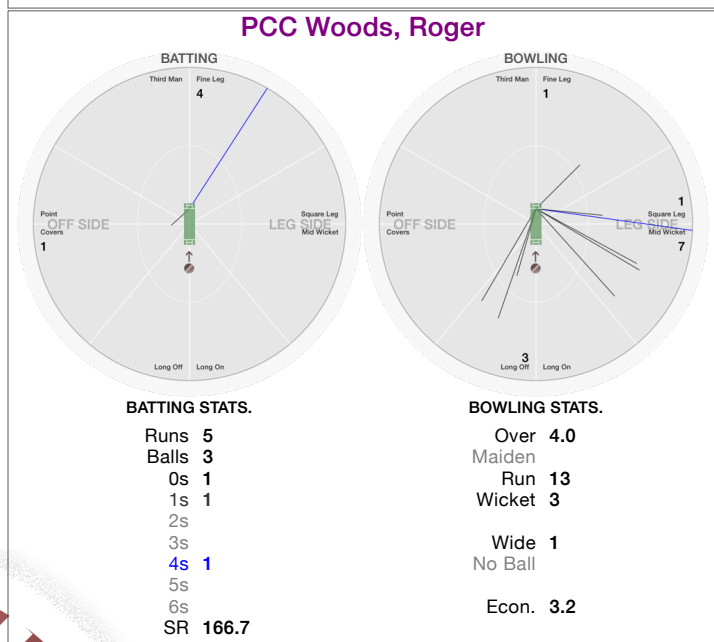 PCC Woods, Roger
BATTING
Third Man
Fine Leg
4
Point
OFF SIDE
Covers
1
Square Leg
LEG SIDE
Mid Wicket
Long Off
Long On
BOWLING
Third Man
Fine Leg
1
Point
OFF SIDE
Covers
1
Square Leg
LEG SIDE
Mid Wicket
7
3
Long Off
Long On
BATTING STATS.
Runs 5
Balls 3
0s 1
1s 1
2s
3s
4s 1
5s
6s
SR 166.7
BOWLING STATS.
Over 4.0
Maiden
Run 13
Wicket 3
Wide 1
No Ball
Econ. 3.2